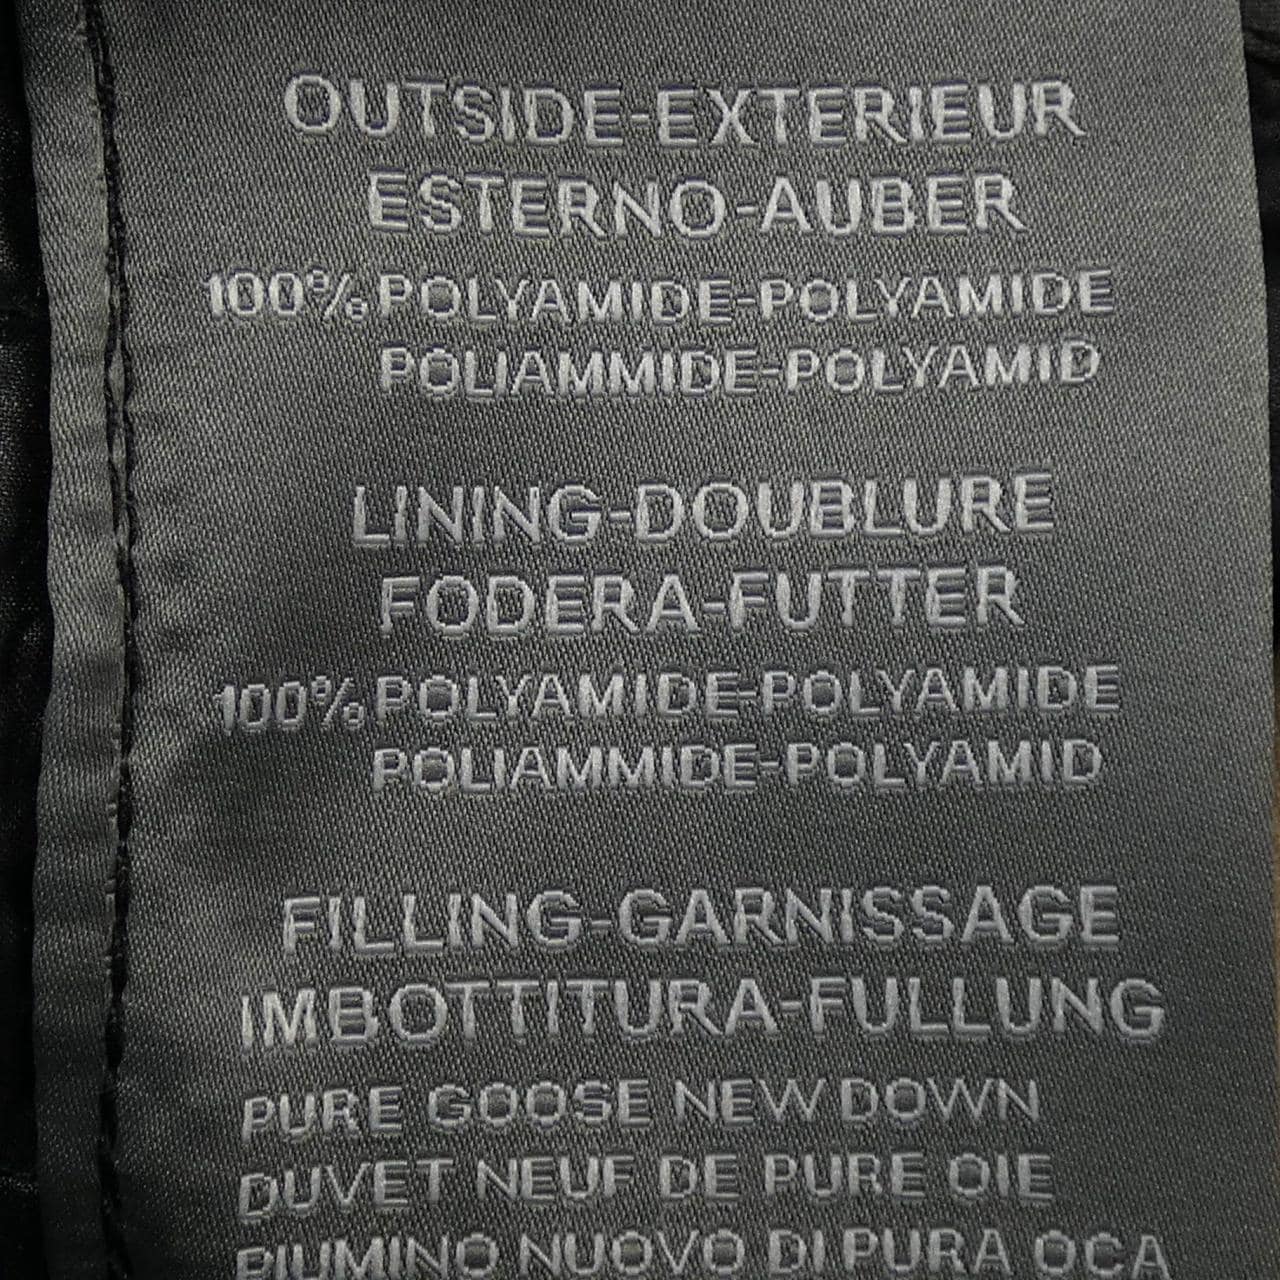 OUTSIDE-EXTERIEUR
ESTERNO-AUBER
100% POLYAMIDE-POLYAMIDE
POLIAMMIDE-POLYAMID
LINING-DOUBLURE
FODERA-FUTTER
100% POLYAMIDE-POLYAMIDE
POLIAMMIDE-POLYAMID
FILLING-GARNISSAGE
IMBOTTITURA-FULLUNG
PURE GOOSE NEW DOWN
DUVET NEUF DE PURE OIE
PIUMINO NUOVO DI PURA OCA